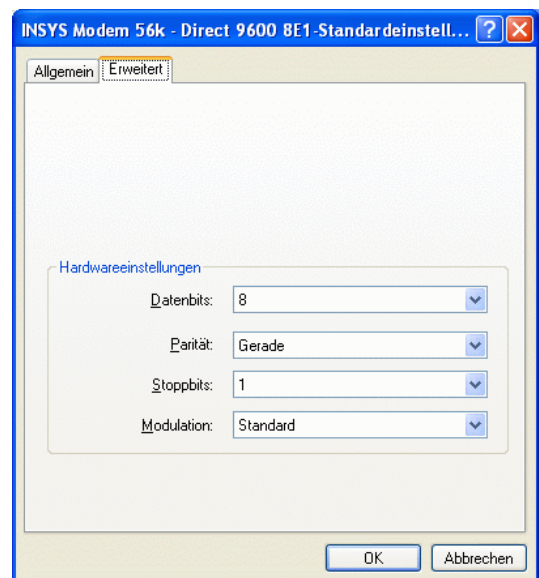 INSYS Modem 56k - Direct 9600 8E1-Standardeinstell...
Allgemein Erweitert
Hardwareeinstellungen
Datenbits: 8
Parität: Gerade
Stoppbits: 1
Modulation: Standard
OK Abbrechen